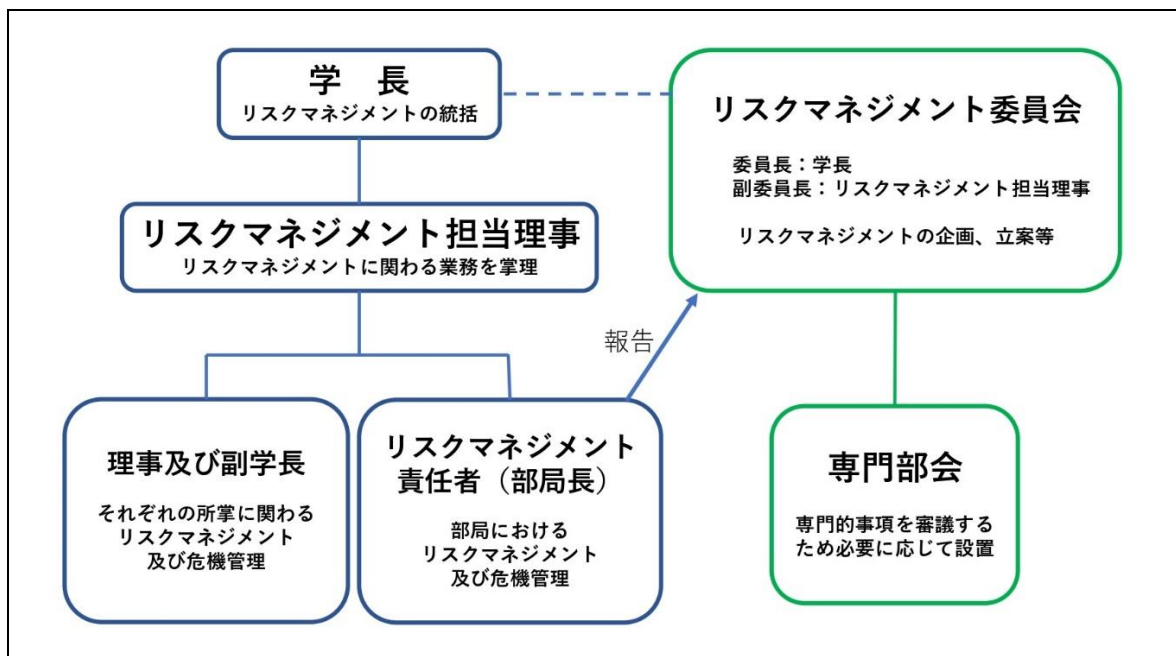 学　長
リスクマネジメントの統括
リスクマネジメント委員会
委員長：学長
副委員長：リスクマネジメント担当理事
リスクマネジメントの企画、立案等
リスクマネジメント担当理事
リスクマネジメントに関わる業務を掌理
報告
理事及び副学長
それぞれの所掌に関わる
リスクマネジメント
及び危機管理
リスクマネジメント
責任者（部局長）
部局における
リスクマネジメント
及び危機管理
専門部会
専門的事項を審議する
ため必要に応じて設置